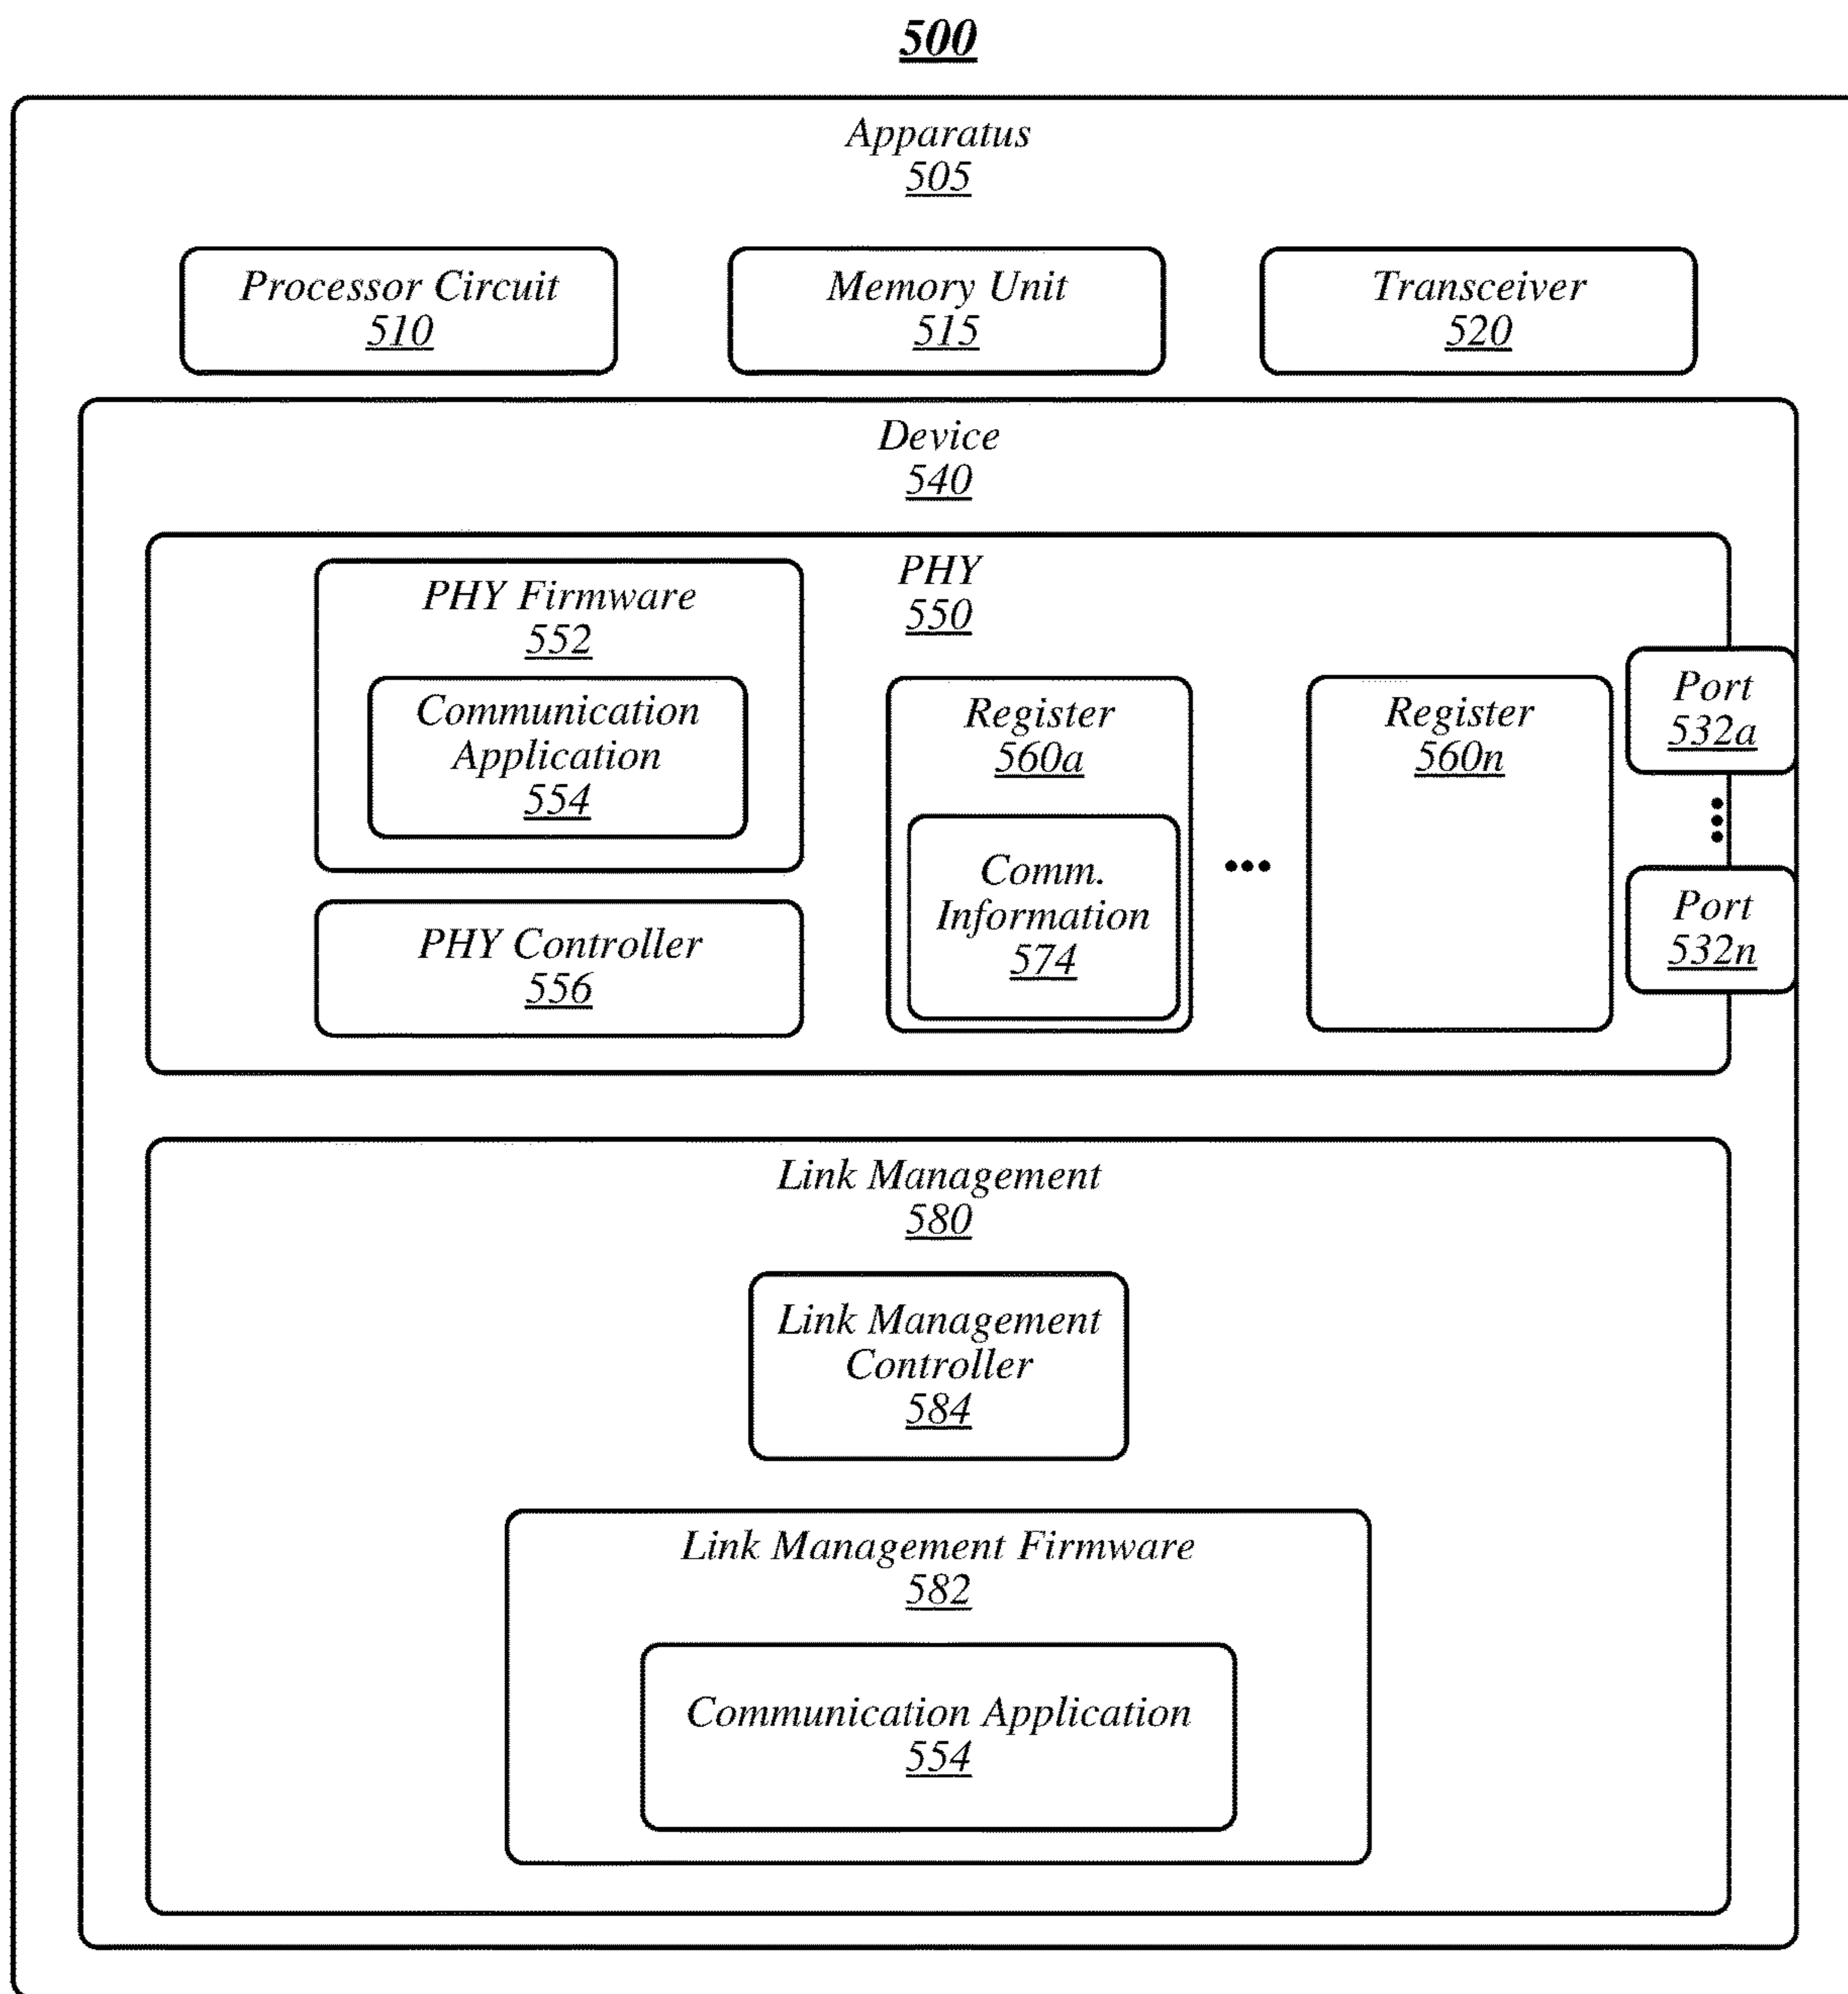 500
Apparatus
505
Processor Circuit
510
Memory Unit
515
Transceiver
520
Device
540
PHY
550
PHY Firmware
552
Communication
Application
554
PHY Controller
556
Register
560a
Comm.
Information
574
Register
560n
Port
532a
Port
532n
Link Management
580
Link Management
Controller
584
Link Management Firmware
582
Communication Application
554